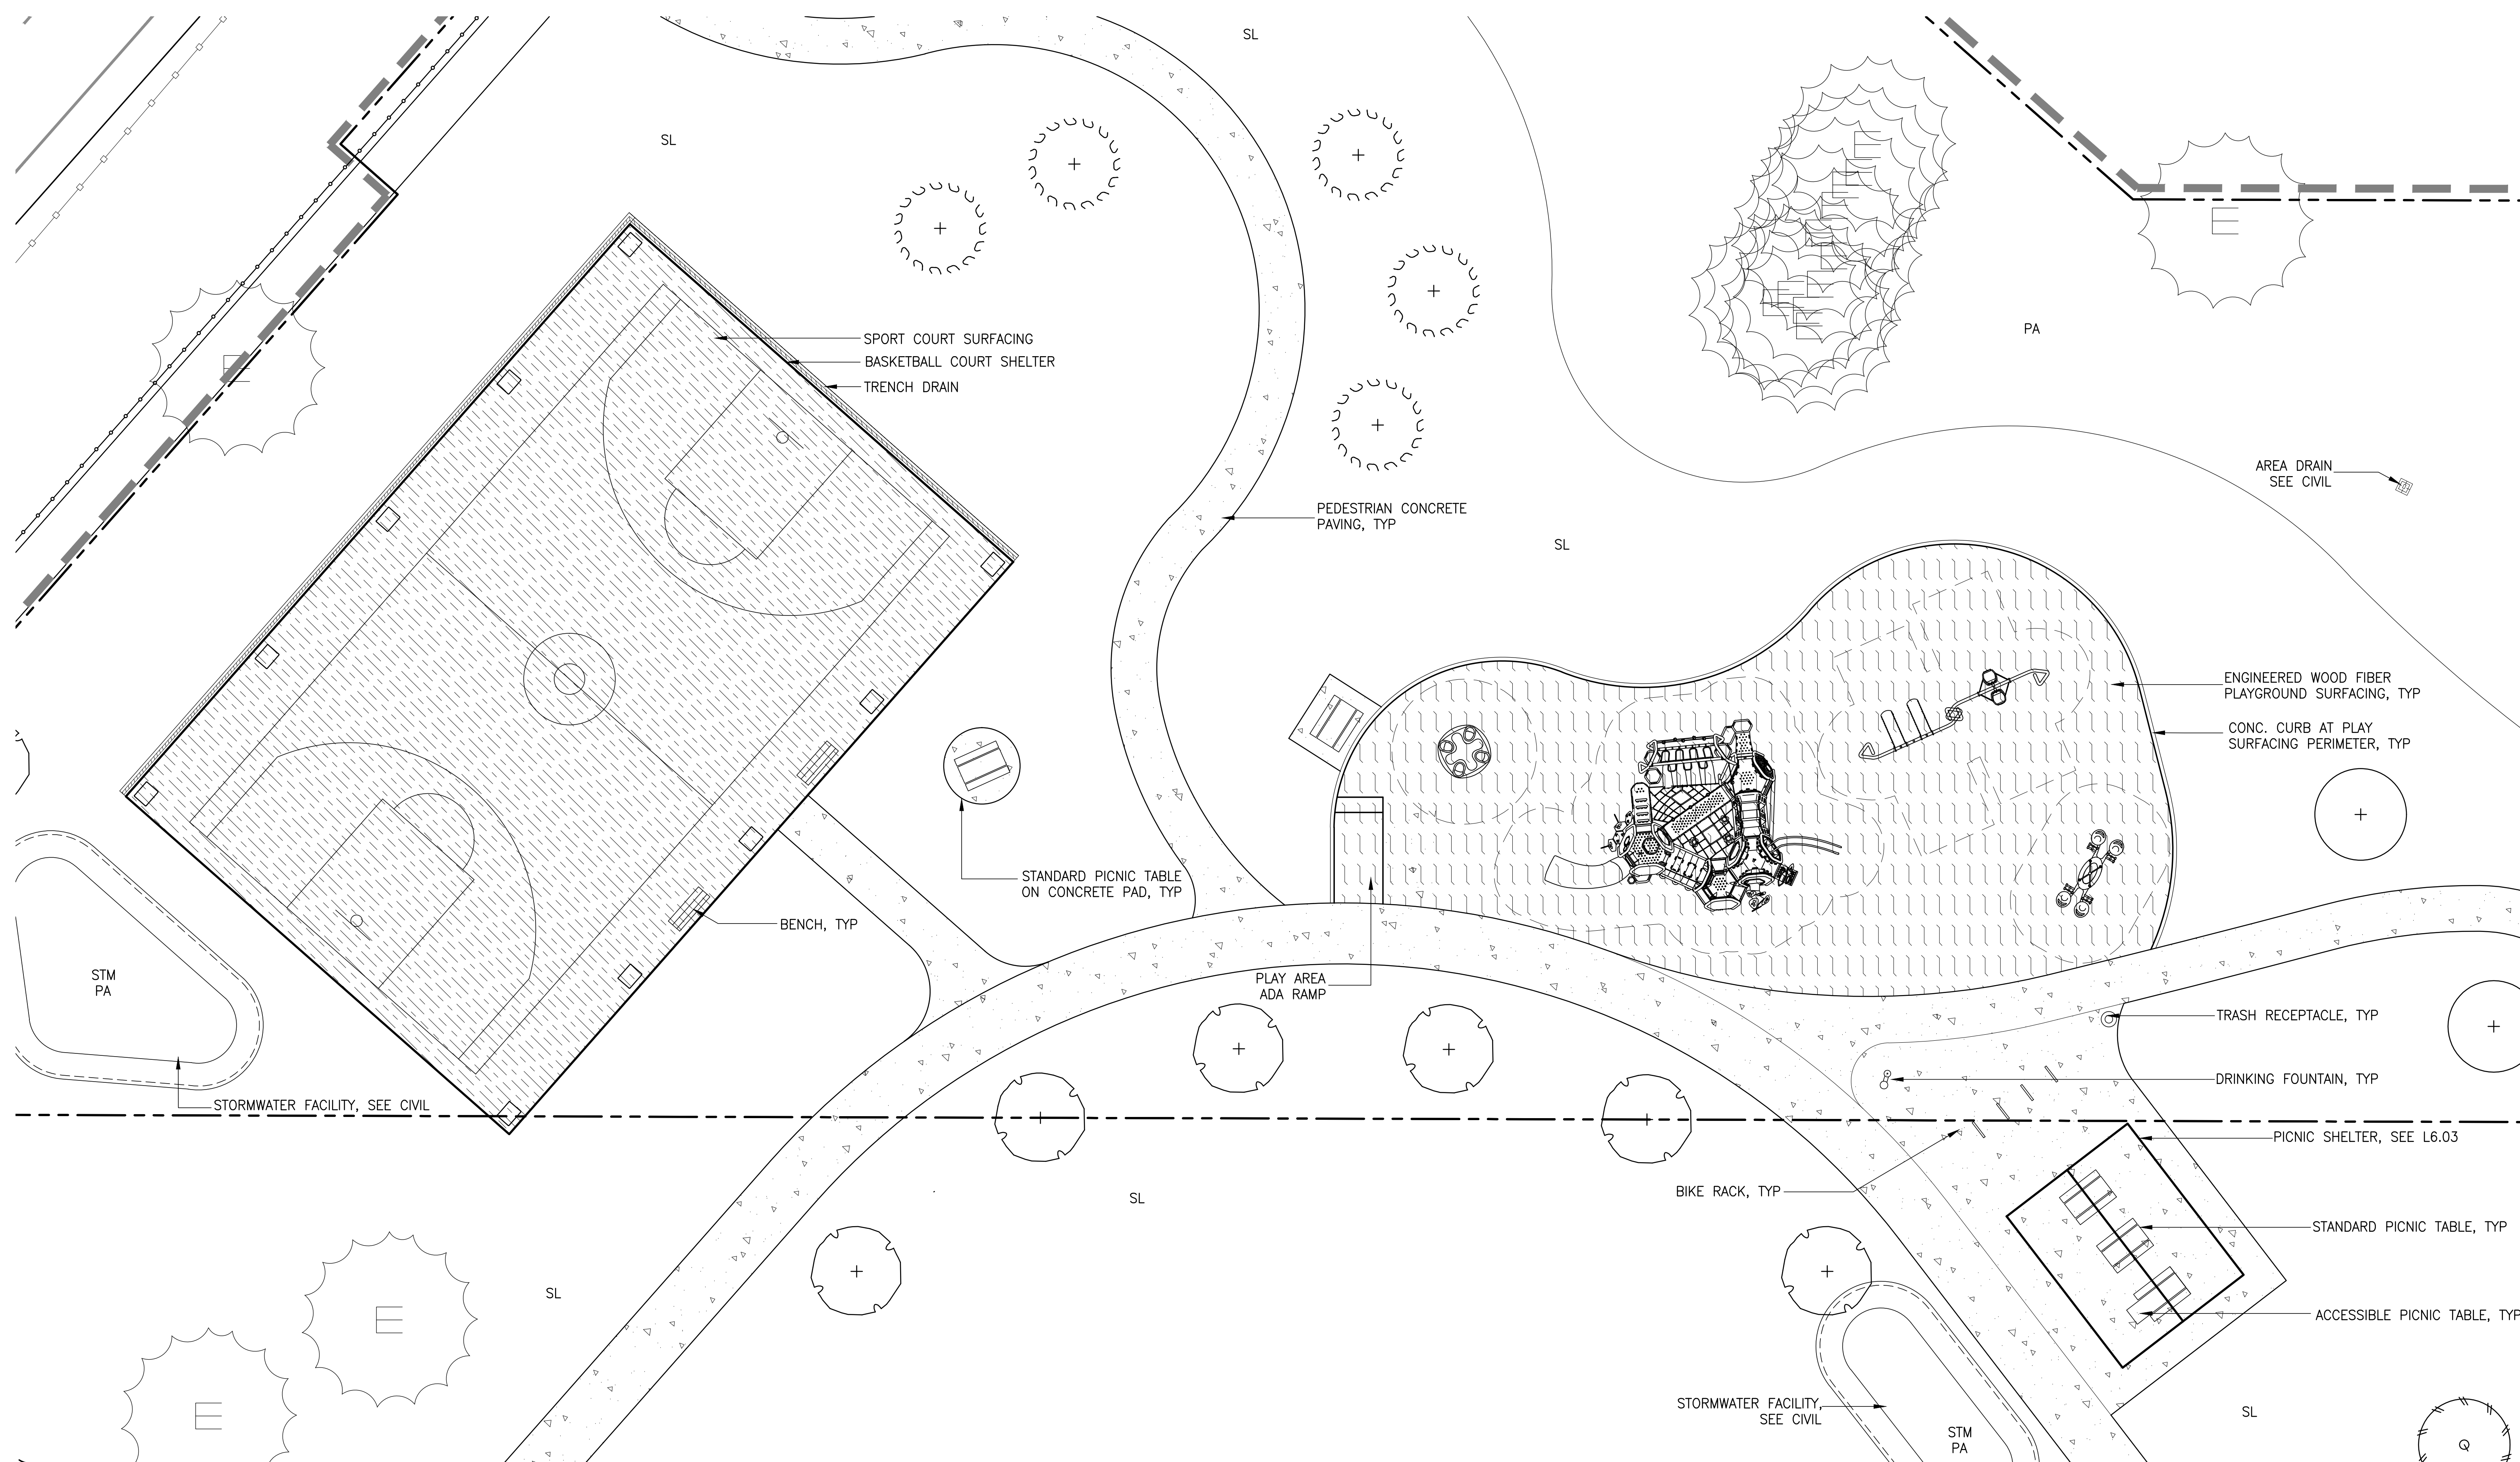 SL
SL
PA
SPORT COURT SURFACING
BASKETBALL COURT SHELTER
TRENCH DRAIN
AREA DRAIN
SEE CIVIL
PEDESTRIAN CONCRETE
PAVING, TYP
SL
ENGINEERED WOOD FIBER
PLAYGROUND SURFACING, TYP
CONC. CURB AT PLAY
SURFACING PERIMETER, TYP
STANDARD PICNIC TABLE
ON CONCRETE PAD, TYP
BENCH, TYP
STM
PA
PLAY AREA
ADA RAMP
TRASH RECEPTACLE, TYP
DRINKING FOUNTAIN, TYP
STORMWATER FACILITY, SEE CIVIL
PICNIC SHELTER, SEE L6.03
BIKE RACK, TYP
SL
STANDARD PICNIC TABLE, TYP
SL
ACCESSIBLE PICNIC TABLE, TYP
STORMWATER FACILITY,
SEE CIVIL
SL
STM
PA